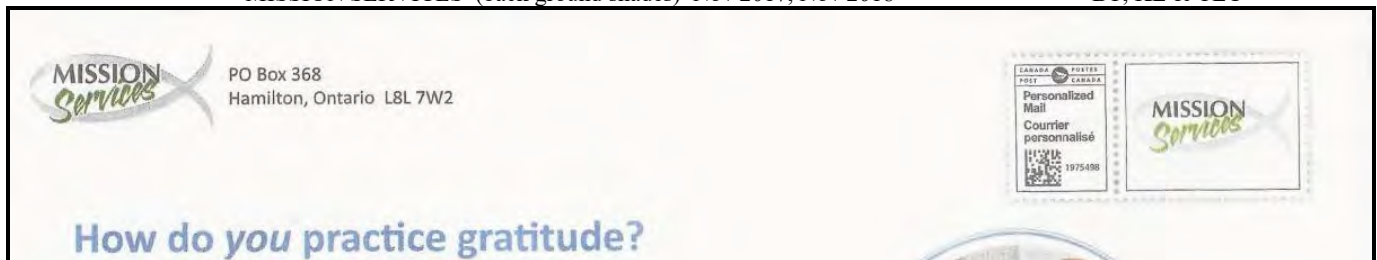 MISSION Services
PO Box 368
Hamilton, Ontario L8L 7W2
CANADA POSTES
POST CANADA
Personalized
Mail
Courrier
personnalisé
1975498
MISSION
Services
How do you practice gratitude?